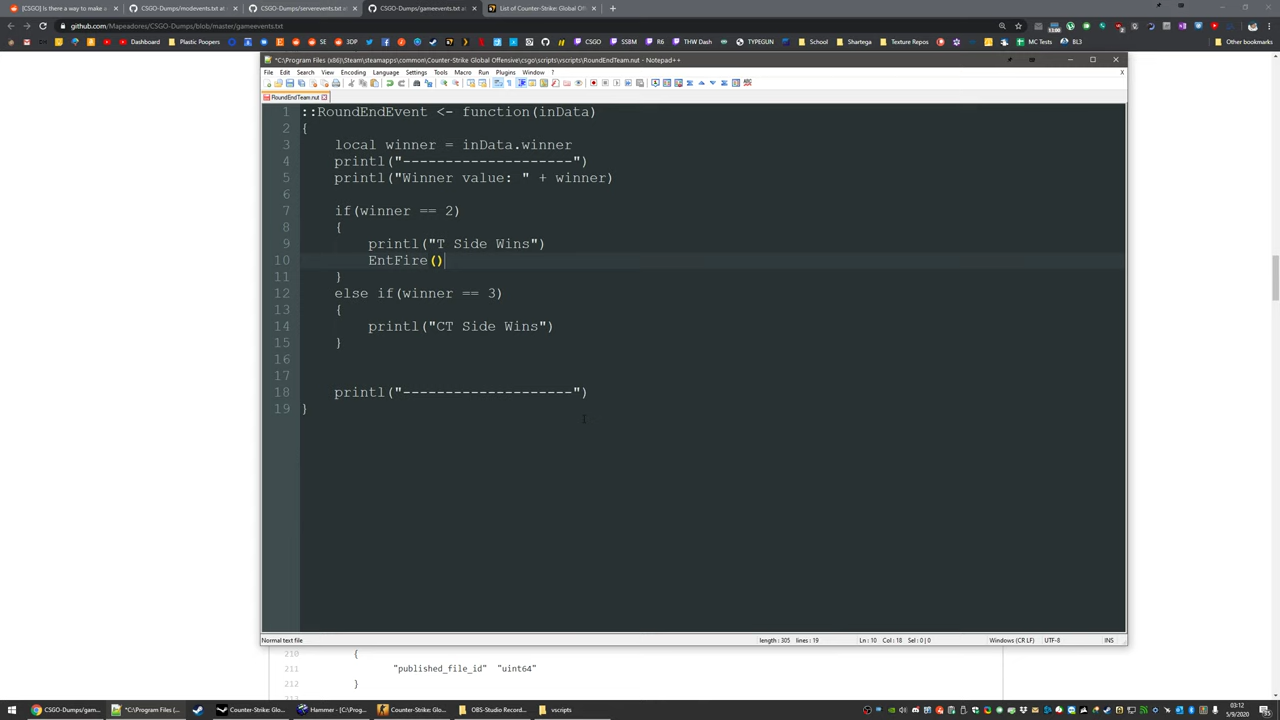 [CSGO] Is there a way to make
CSGO-Dumps/modevents.txt at
CSGO-Dumps/serverevents.txt at
CSGO-Dumps/gameevents.txt at
List of Counter-Strike: Global Of
github.com/Mapeadores/CSGO-Dumps/blob/master/gameevents.txt
Dashboard
Plastic Poopers
SE
3DP
CSGO
SSBM
R6
THW Dash
TYPEGUN
School
Shartega
Texture Repos
MC Tests
BL3
Other bookmarks
*C:\Program Files (x86)\Steam\steamapps\common\Counter-Strike Global Offensive\csgo\scripts\vscripts\RoundEndTeam.nut - Notepad++
File Edit Search View Encoding Language Settings Tools Macro Run Plugins Window ? X
RoundEndTeam.nut
1 ::RoundEndEvent <- function(inData)
2 {
3 local winner = inData.winner
4 printl("--------------------")
5 printl("Winner value: " + winner)
6
7 if(winner == 2)
8 {
9 printl("T Side Wins")
10 EntFire()
11 }
12 else if(winner == 3)
13 {
14 printl("CT Side Wins")
15 }
16
17
18 printl("--------------------")
19 }
Normal text file
length : 305 lines : 19
Ln : 10 Col : 18 Sel : 0 | 0
Windows (CR LF)
UTF-8
INS
210 {
211 "published_file_id" "uint64"
212 }
CSGO-Dumps/gam...
*C:\Program Files (...
Counter-Strike: Glo...
Hammer - [C:\Prog...
Counter-Strike: Glo...
OBS-Studio Record...
vscripts
03:12
5/9/2020